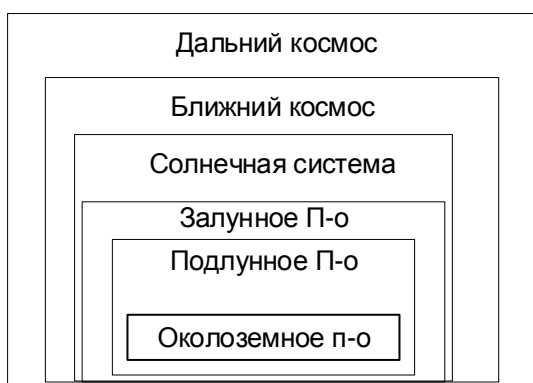 Дальний космос
Ближний космос
Солнечная система
Залунное П-о
Подлунное П-о
Околоземное п-о